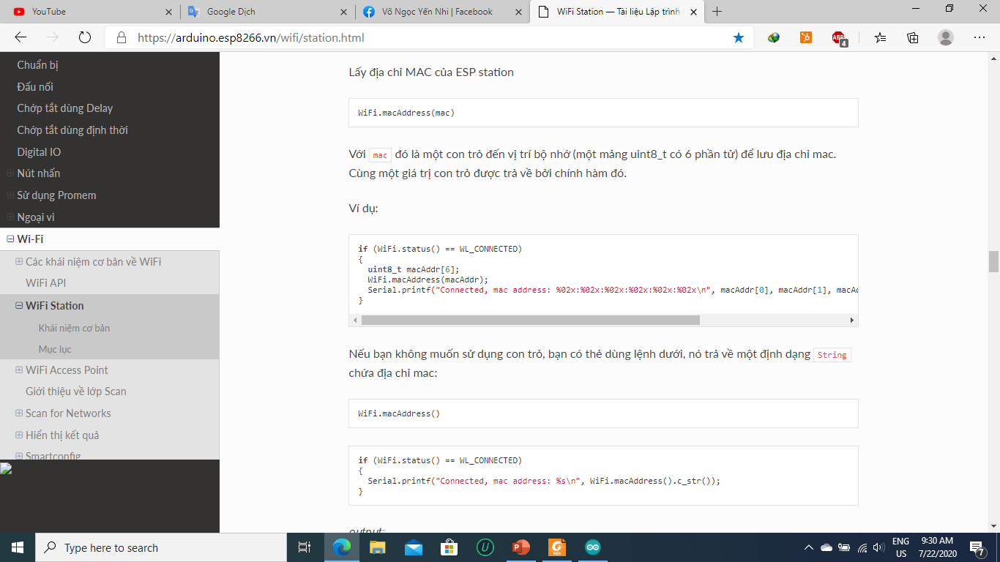 YouTube
Google Dịch
Võ Ngọc Yến Nhi | Facebook
WiFi Station — Tài liệu Lập trình
https://arduino.esp8266.vn/wifi/station.html
ABP
4
Chuẩn bị
Đấu nối
Chớp tắt dùng Delay
Chớp tắt dùng định thời
Digital IO
Nút nhấn
Sử dụng Promem
Ngoại vi
Wi-Fi
Các khái niệm cơ bản về WiFi
WiFi API
WiFi Station
Khái niệm cơ bản
Mục lục
WiFi Access Point
Giới thiệu về lớp Scan
Scan for Networks
Hiển thị kết quả
Smartconfig
Lấy địa chỉ MAC của ESP station
WiFi.macAddress(mac)
Với mac đó là một con trỏ đến vị trí bộ nhớ (một mảng uint8_t có 6 phần tử) để lưu địa chỉ mac.
Cùng một giá trị con trỏ được trả về bởi chính hàm đó.
Ví dụ:
if (WiFi.status() == WL_CONNECTED)
{
uint8_t macAddr[6];
WiFi.macAddress(macAddr);
Serial.printf("Connected, mac address: %02x:%02x:%02x:%02x:%02x:%02x\n", macAddr[0], macAddr[1], macA
}
Nếu bạn không muốn sử dụng con trỏ, bạn có thẻ dùng lệnh dưới, nó trả về một định dạng String
chứa địa chỉ mac:
WiFi.macAddress()
if (WiFi.status() == WL_CONNECTED)
{
Serial.printf("Connected, mac address: %s\n", WiFi.macAddress().c_str());
}
output:
Type here to search
ENG
US
9:30 AM
7/22/2020
7